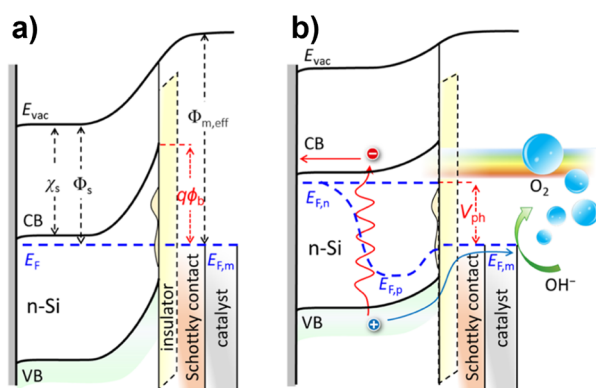 a)
E_vac
χ_s
Φ_s
Φ_m,eff
qϕ_b
CB
E_F
E_F,m
n-Si
VB
insulator
Schottky contact
catalyst
b)
E_vac
CB
−
O₂
E_F,n
V_ph
n-Si
E_F,p
E_F,m
OH⁻
+
VB
Schottky contact
catalyst